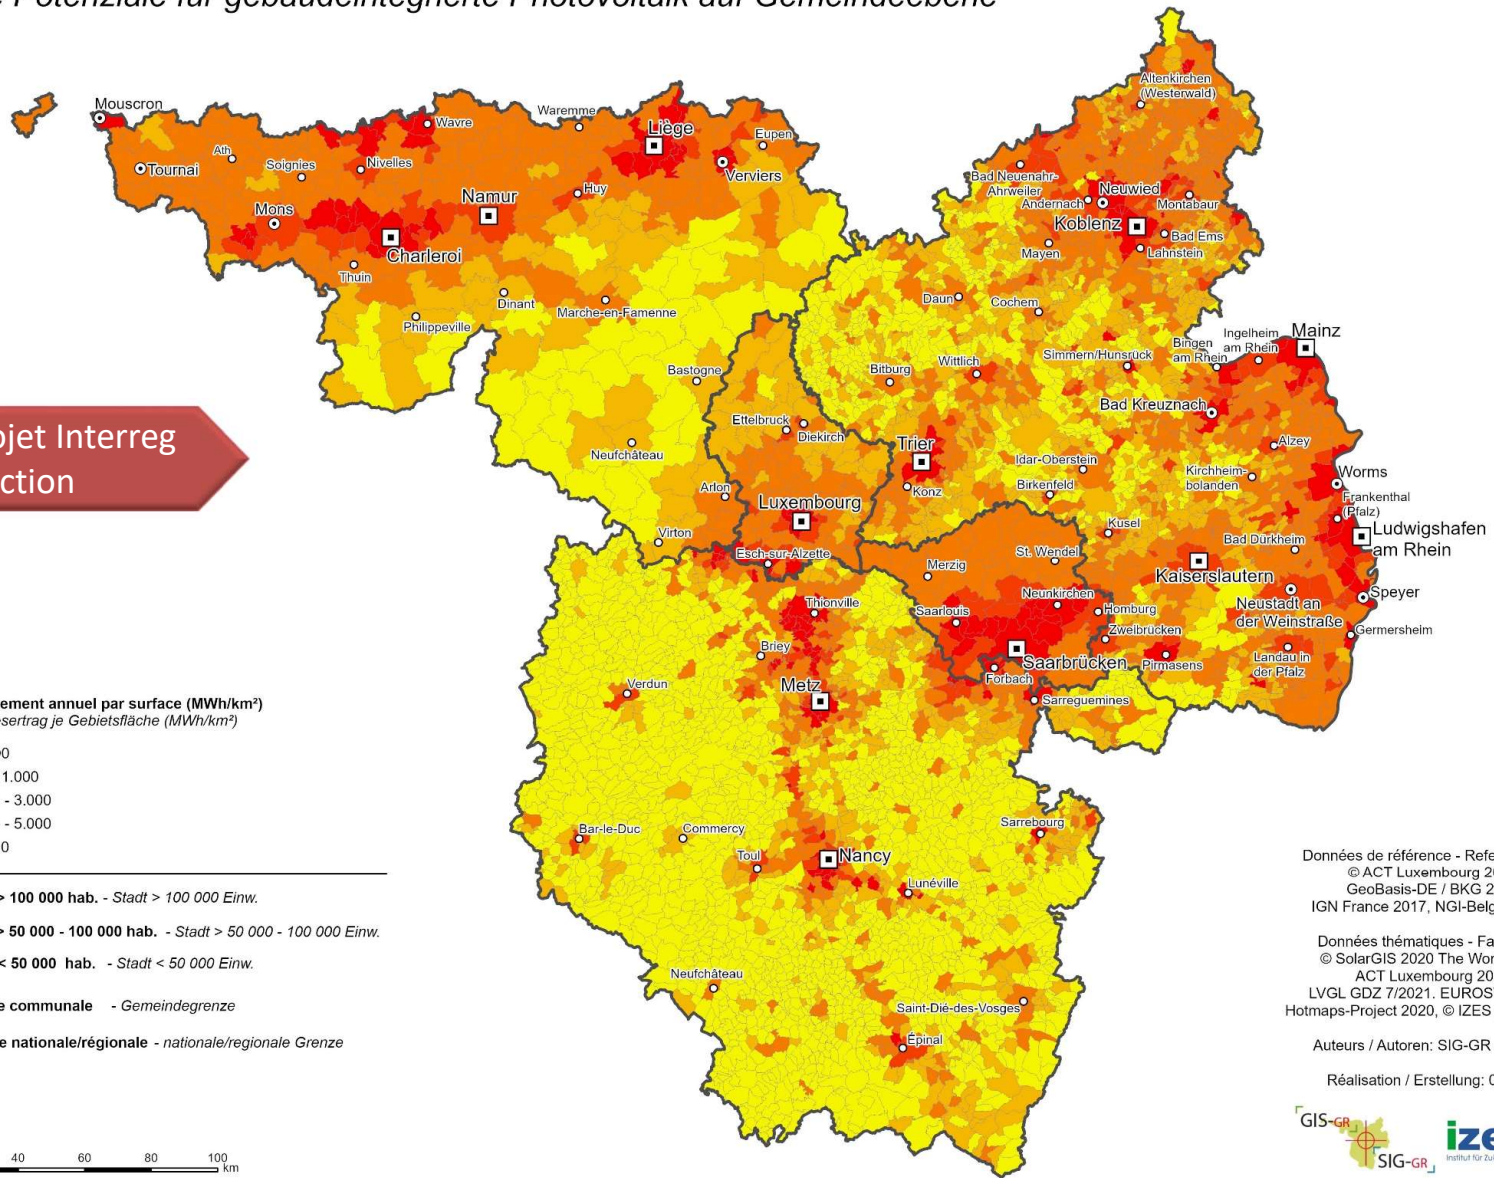 Potenziale für gebäudeintegrierte Photovoltaik auf Gemeindeebene
Altenkirchen
(Westerwald)
Mouscron
Wavre
Waremme
Liège
Eupen
Ath
Tournai
Soignies
Nivelles
Verviers
Bad Neuenahr-
Ahrweiler
Neuwied
Andernach
Montabaur
Huy
Namur
Mons
Koblenz
Bad Ems
Charleroi
Mayen
Lahnstein
Thuin
Dinant
Marche-en-Famenne
Daun
Cochem
Philippeville
Ingelheim
am Rhein
Mainz
Bingen
am Rhein
Simmern/Hunsrück
Wittlich
Bitburg
Bastogne
Bad Kreuznach
Ettelbruck
Diekirch
Trier
Alzey
Neufchâteau
Idar-Oberstein
Kirchheim-
bolanden
Worms
Arlon
Konz
Birkenfeld
Frankenthal
(Pfalz)
Luxembourg
Kusel
Ludwigshafen
am Rhein
Virton
Bad Dürkheim
Esch-sur-Alzette
St. Wendel
Merzig
Kaiserslautern
Neunkirchen
Speyer
Thionville
Saarlouis
Homburg
Neustadt an
der Weinstraße
Zweibrücken
Germersheim
Briey
Saarbrücken
Pirmasens
Landau in
der Pfalz
Forbach
Verdun
Metz
Sarreguemines
Bar-le-Duc
Commercy
Sarrebourg
Toul
Nancy
Lunéville
Neufchâteau
Saint-Dié-des-Vosges
Épinal
jet Interreg
ction
ement annuel par surface (MWh/km²)
sertrag je Gebietsfläche (MWh/km²)
0
1.000
- 3.000
- 5.000
0
> 100 000 hab. - Stadt > 100 000 Einw.
> 50 000 - 100 000 hab. - Stadt > 50 000 - 100 000 Einw.
< 50 000 hab. - Stadt < 50 000 Einw.
e communale - Gemeindegrenze
e nationale/régionale - nationale/regionale Grenze
40 60 80 100
km
Données de référence - Refe
© ACT Luxembourg 20
GeoBasis-DE / BKG 2
IGN France 2017, NGI-Belg
Données thématiques - Fa
© SolarGIS 2020 The Wor
ACT Luxembourg 20
LVGL GDZ 7/2021. EUROS
Hotmaps-Project 2020, © IZES
Auteurs / Autoren: SIG-GR
Réalisation / Erstellung: 0
GIS-GR
SIG-GR
ize
Institut für Zu